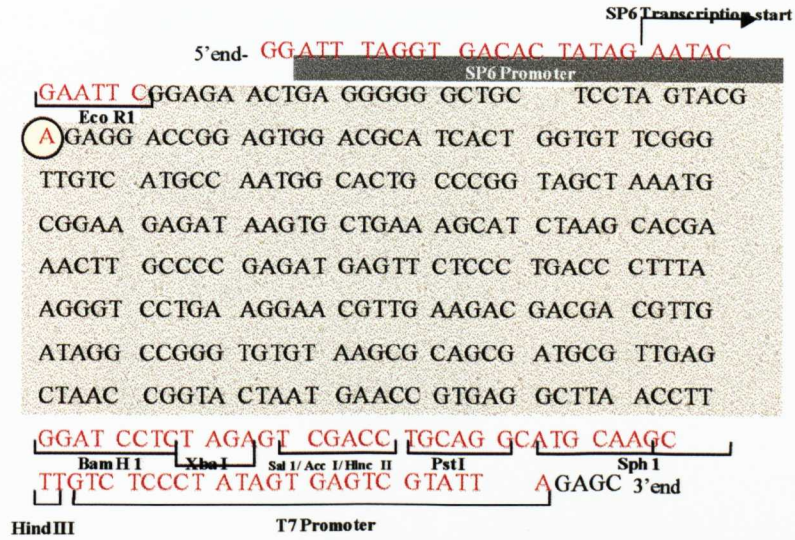 SP6 Transcription start
5'end- GGATT TAGGT GACAC TATAG AATAC
SP6 Promoter
GAATT CGGAGA ACTGA GGGGG GCTGC TCCTA GTACG
Eco R1
A GAGG ACCGG AGTGG ACGCA TCACT GGTGT TCGGG
TTGTC ATGCC AATGG CACTG CCCGG TAGCT AAATG
CGGAA GAGAT AAGTG CTGAA AGCAT CTAAG CACGA
AACTT GCCCC GAGAT GAGTT CTCCC TGACC CTTTA
AGGGT CCTGA AGGAA CGTTG AAGAC GACGA CGTTG
ATAGG CCGGG TGTGT AAGCG CAGCG ATGCG TTGAG
CTAAC CGGTA CTAAT GAACC GTGAG GCTTA ACCTT
GGAT CCTCT AGAGT CGACC TGCAG GCATG CAAGC
BamH 1 Xba I Sal 1/ Acc I/ Hinc II Pst I Sph 1
TTGTC TCCCT ATAGT GAGTC GTATT AGAGC 3'end
Hind III T7 Promoter